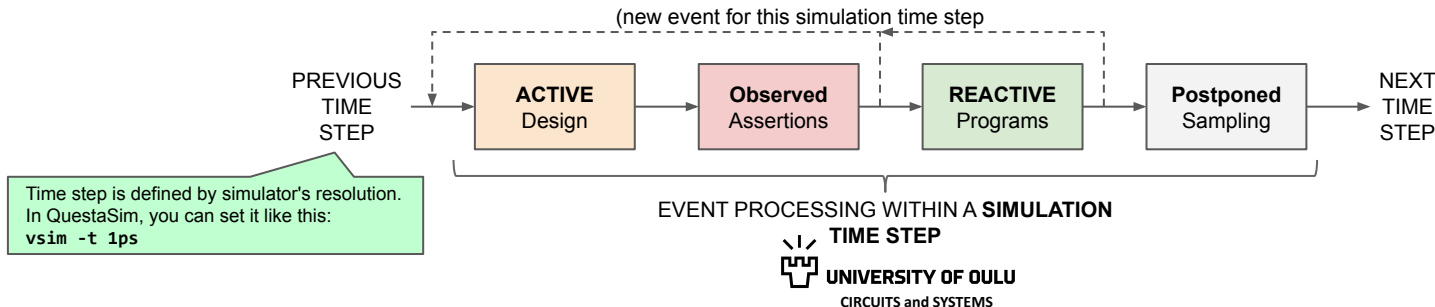 (new event for this simulation time step
PREVIOUS
TIME
STEP
ACTIVE
Design
Observed
Assertions
REACTIVE
Programs
Postponed
Sampling
NEXT
TIME
STEP
Time step is defined by simulator's resolution.
In QuestaSim, you can set it like this:
vsim -t 1ps
EVENT PROCESSING WITHIN A SIMULATION
TIME STEP
UNIVERSITY OF OULU
CIRCUITS and SYSTEMS